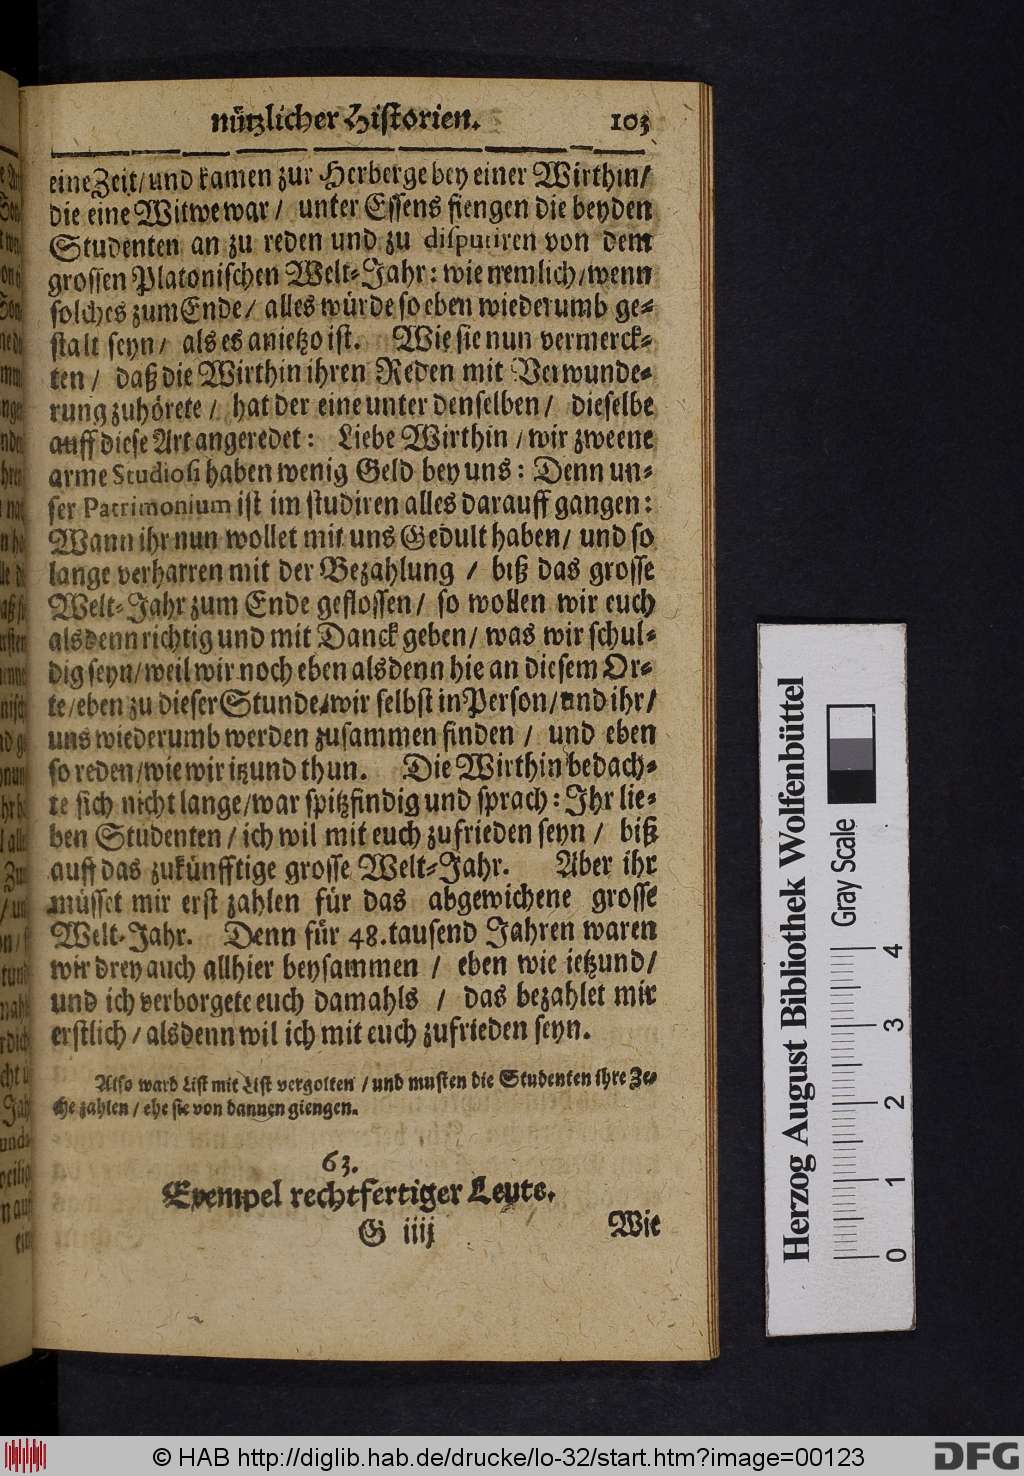 nützlicher Historien. 103
eine Zeit/ und kamen zur Herberge bey einer Wirthin/
die eine Witwe war/ unter Essens fiengen die beyden
Studenten an zu reden und zu disputiren von dem
grossen Platonischen Welt-Jahr: wie nemlich/ wenn
solches zum Ende/ alles würde so eben wiederumb ge-
stalt seyn/ als es anietzo ist. Wie sie nun vermerck-
ten/ daß die Wirthin ihren Reden mit Verwunde-
rung zuhörete/ hat der eine unter denselben/ dieselbe
auff diese Art angeredet: Liebe Wirthin/ wir zweene
arme Studiosi haben wenig Geld bey uns: Denn un-
ser Patrimonium ist im studiren alles darauff gangen:
Wann ihr nun wollet mit uns Gedult haben/ und so
lange verharren mit der Bezahlung/ biß das grosse
Welt-Jahr zum Ende geflossen/ so wollen wir euch
alsdenn richtig und mit Danck geben/ was wir schul-
dig seyn/ weil wir noch eben alsdenn hie an diesem Or-
te/ eben zu dieser Stunde/ wir selbst in Person/ und ihr/
uns wiederumb werden zusammen finden/ und eben
so reden/ wie wir itzund thun. Die Wirthin bedach-
te sich nicht lange/ war spitzfindig und sprach: Ihr lie-
ben Studenten/ ich wil mit euch zufrieden seyn/ biß
auff das zukünfftige grosse Welt-Jahr. Aber ihr
müsset mir erst zahlen für das abgewichene grosse
Welt-Jahr. Denn für 48. tausend Jahren waren
wir drey auch allhier beysammen/ eben wie ietzund/
und ich verborgete euch damahls/ das bezahlet mir
erstlich/ alsdenn wil ich mit euch zufrieden seyn.
Also ward List mit List vergolten/ und musten die Studenten ihre Ze-
che zahlen/ ehe sie von dannen giengen.
63.
Exempel rechtfertiger Leute.
G iiij Wie
Herzog August Bibliothek Wolfenbüttel
Gray Scale
0 1 2 3 4
© HAB http://diglib.hab.de/drucke/lo-32/start.htm?image=00123
DFG